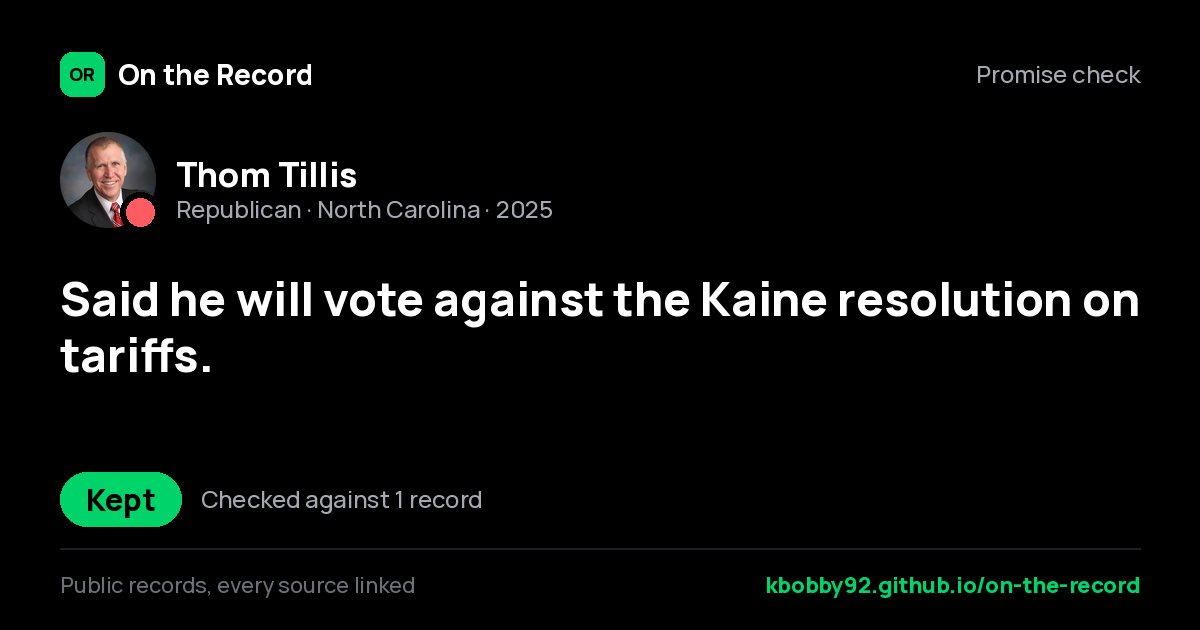 OR On the Record
Promise check
Thom Tillis
Republican · North Carolina · 2025
Said he will vote against the Kaine resolution on
tariffs.
Kept
Checked against 1 record
Public records, every source linked
kbobby92.github.io/on-the-record